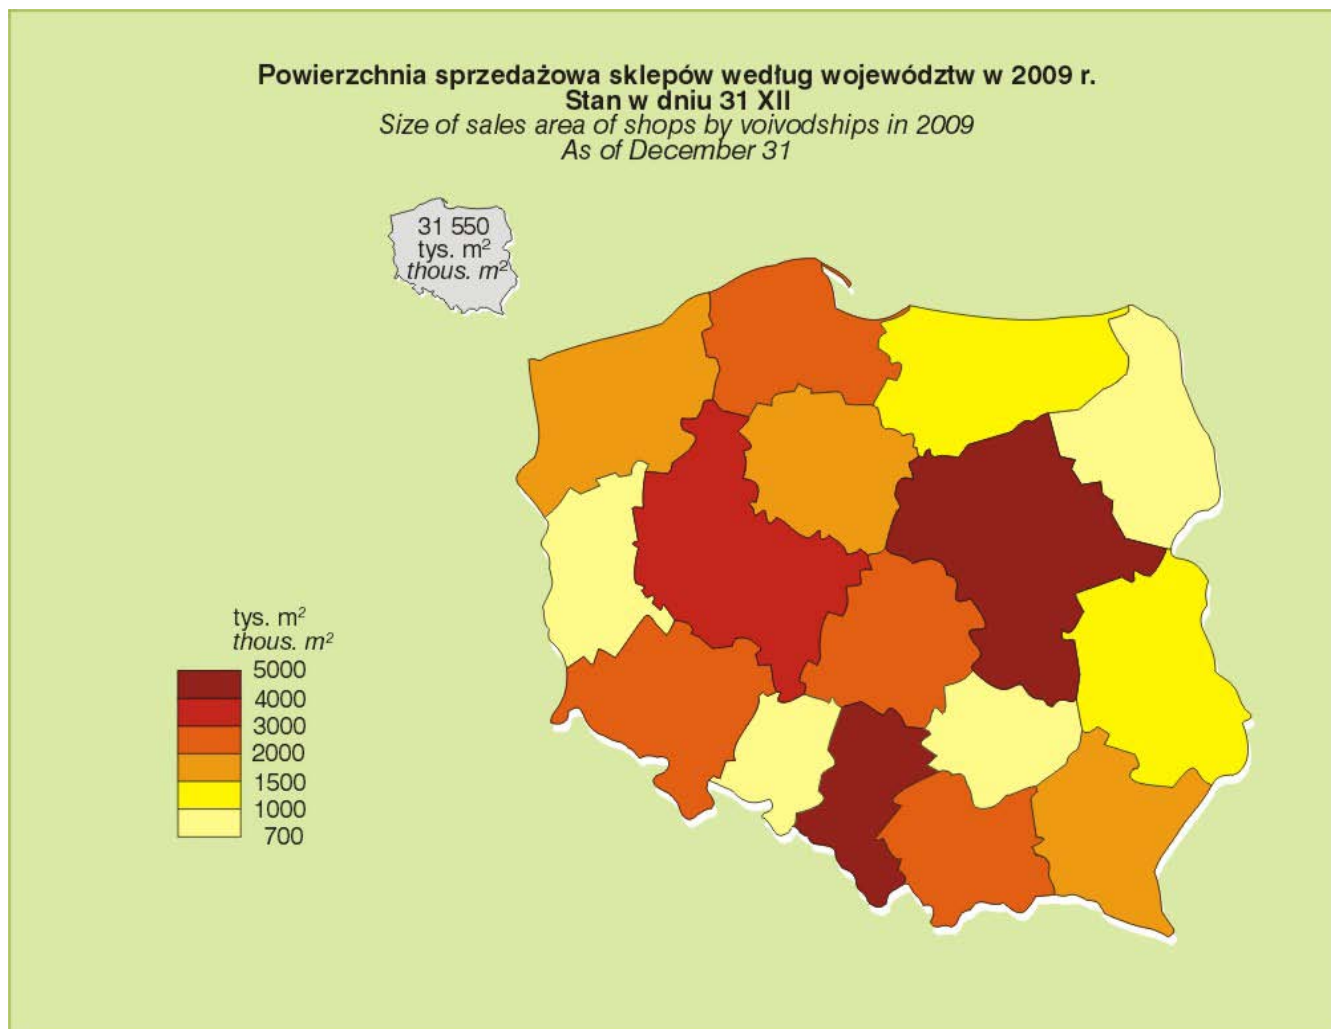 Powierzchnia sprzedażowa sklepów według województw w 2009 r.
Stan w dniu 31 XII
Size of sales area of shops by voivodships in 2009
As of December 31
31 550
tys. m²
thous. m²
tys. m²
thous. m²
5000
4000
3000
2000
1500
1000
700